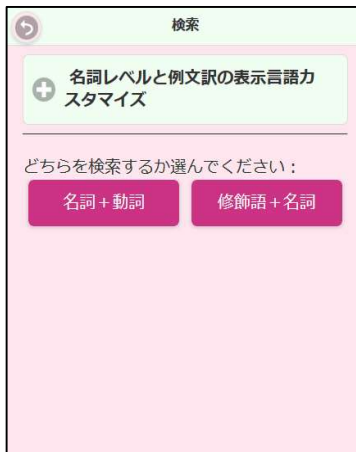 検索
名詞レベルと例文訳の表示言語カ
スタマイズ
どちらを検索するか選んでください：
名詞＋動詞
修飾語＋名詞